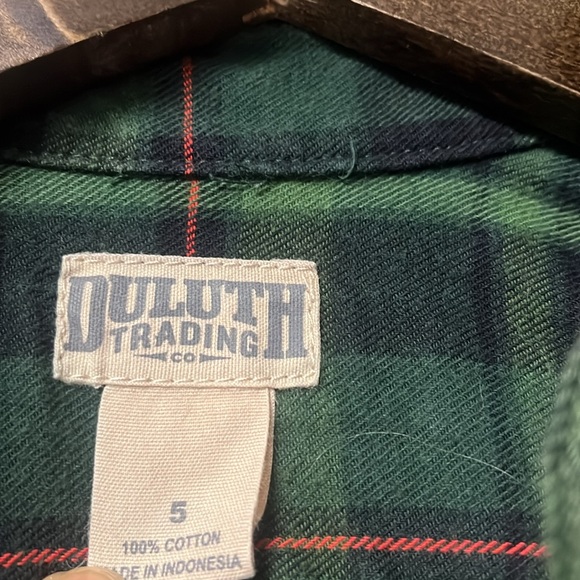 DULUTH
TRADING
CO
5
100% COTTON
ADE IN INDONESIA